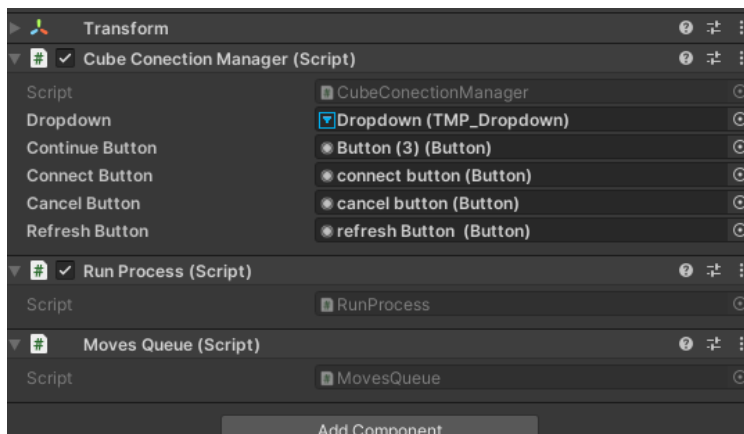 Transform
# Cube Conection Manager (Script)
Script CubeConectionManager
Dropdown Dropdown (TMP_Dropdown)
Continue Button Button (3) (Button)
Connect Button connect button (Button)
Cancel Button cancel button (Button)
Refresh Button refresh Button (Button)
# Run Process (Script)
Script RunProcess
# Moves Queue (Script)
Script MovesQueue
Add Component